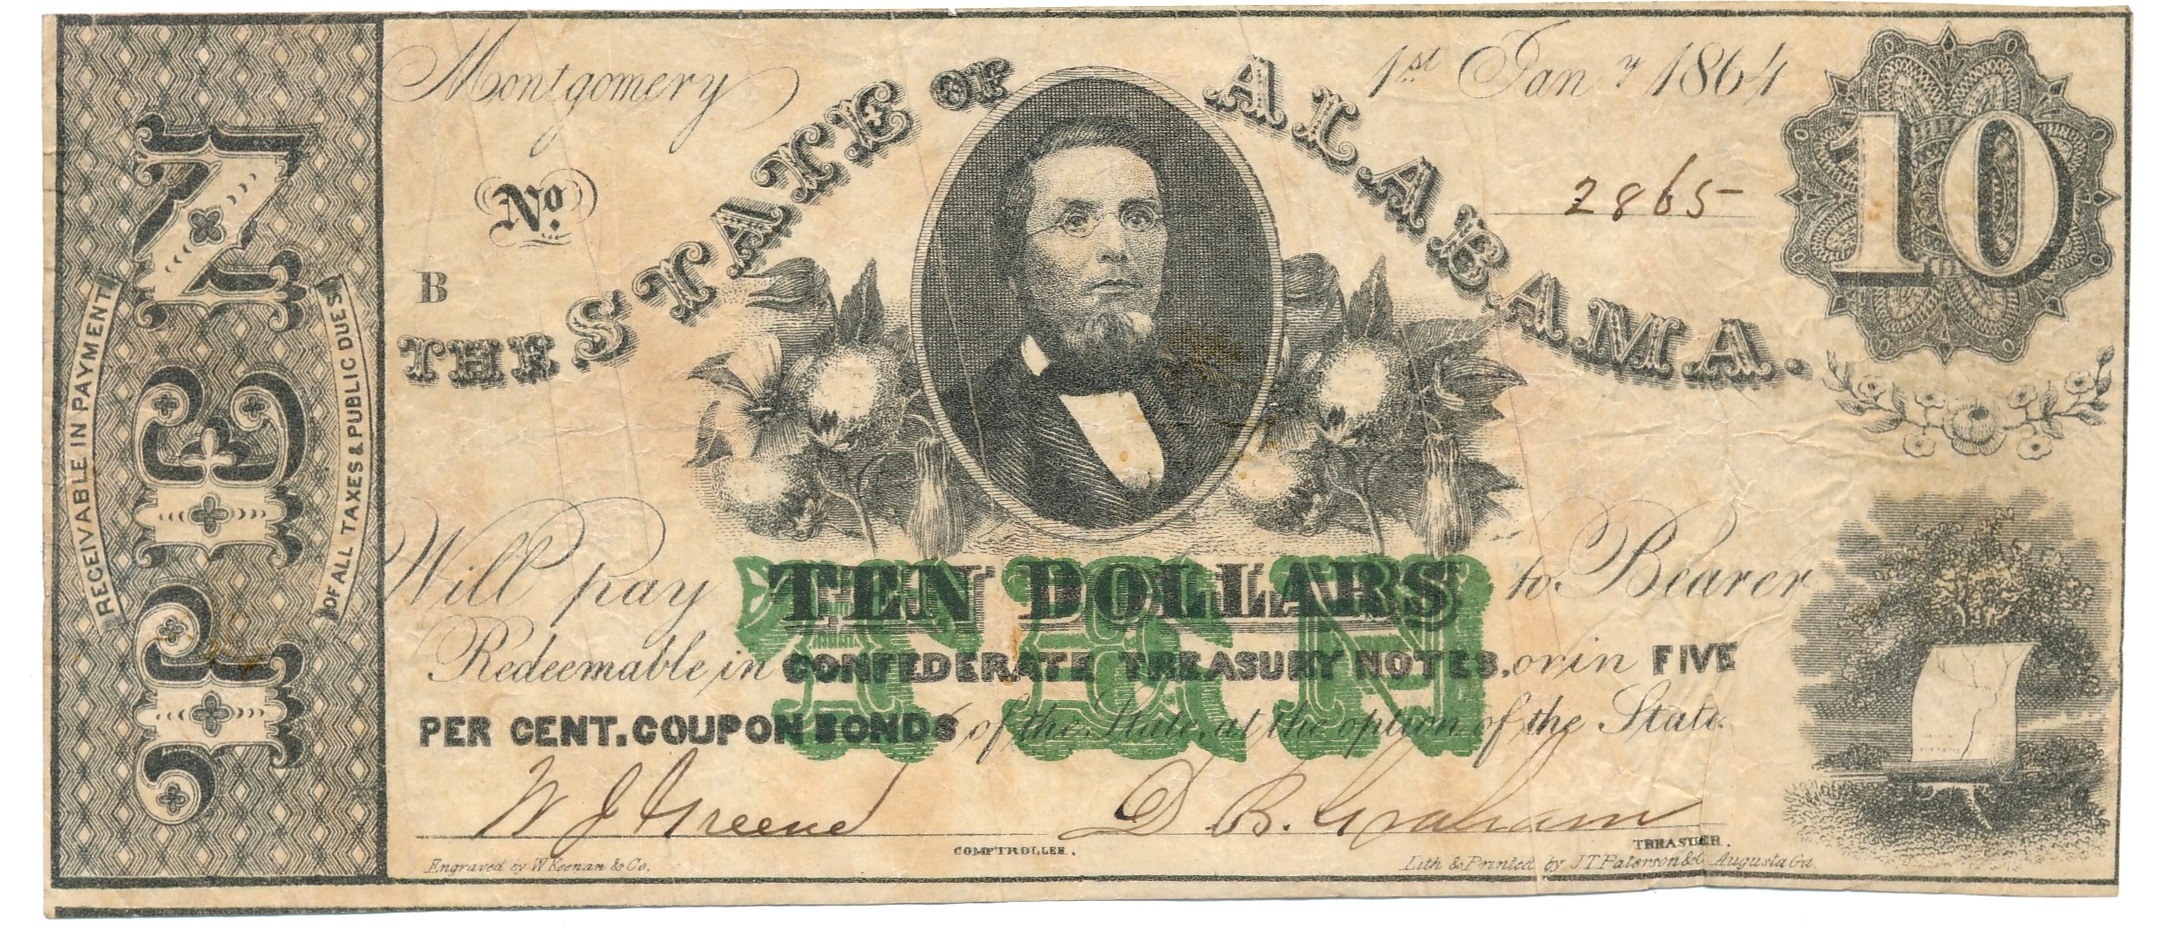 Montgomery 1st Jany 1864
THE STATE OF ALABAMA.
No. 2865
10
B
TEN
RECEIVABLE IN PAYMENT
OF ALL TAXES & PUBLIC DUES
Will pay TEN DOLLARS to Bearer
TEN
Redeemable in CONFEDERATE TREASURY NOTES, or in FIVE
PER CENT. COUPON BONDS, of the State, at the option of the State.
W J Greene D. B. Graham
COMPTROLLER. TREASURER.
Engraved by W Keenan & Co. Lith & Printed by J T Paterson & C Augusta Ga